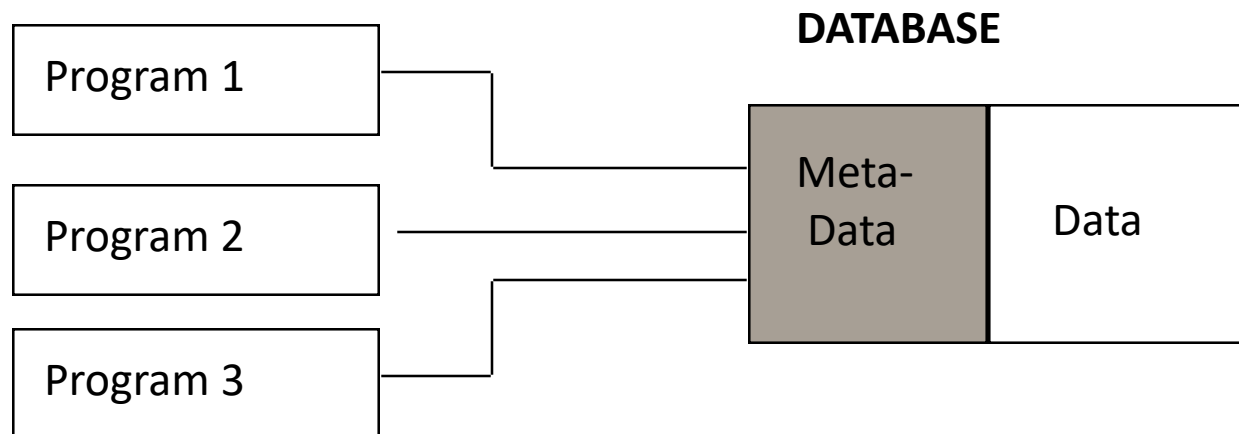 DATABASE
Program 1
Program 2
Program 3
Meta-
Data
Data